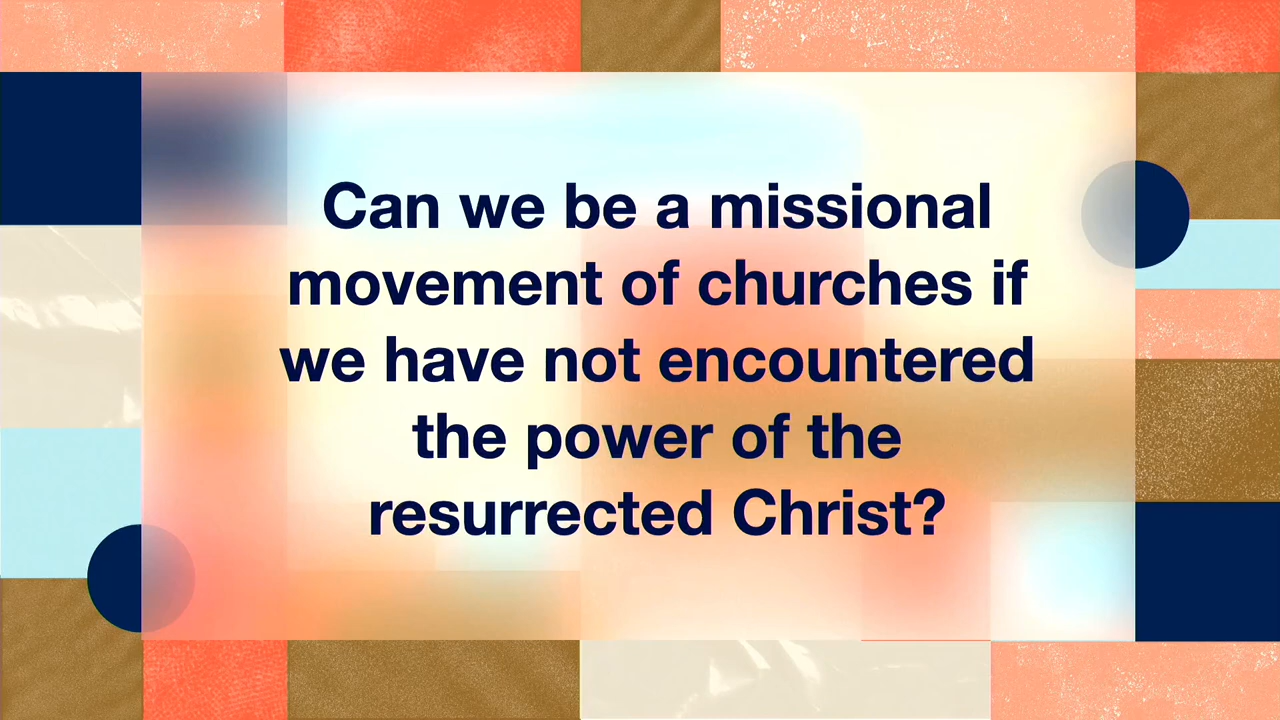 Can we be a missional
movement of churches if
we have not encountered
the power of the
resurrected Christ?